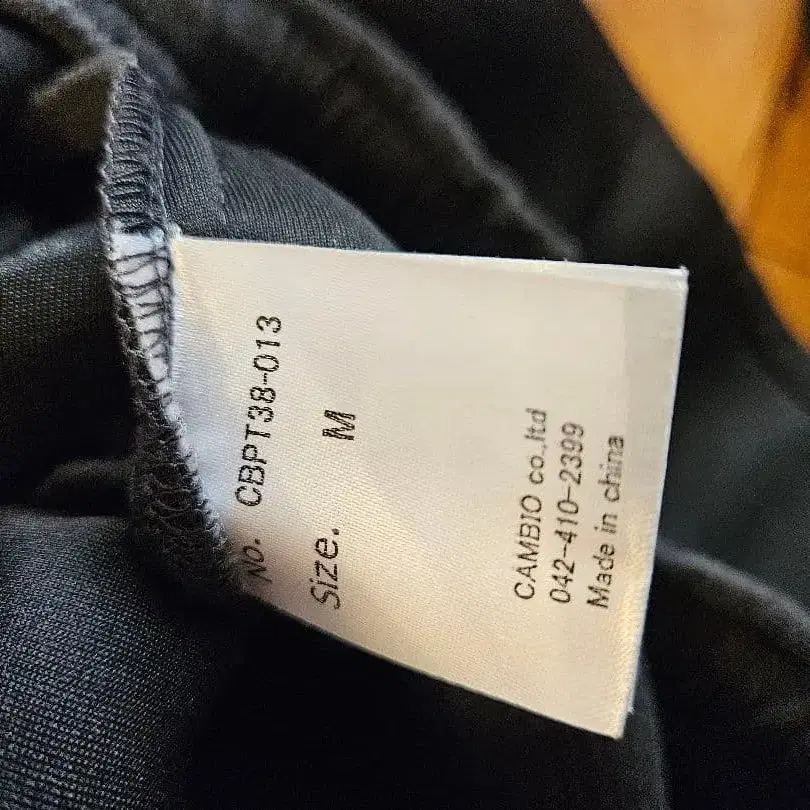 No. CBPT38-013
Size. M
CAMBIO co.,ltd
042-410-2399
Made in china